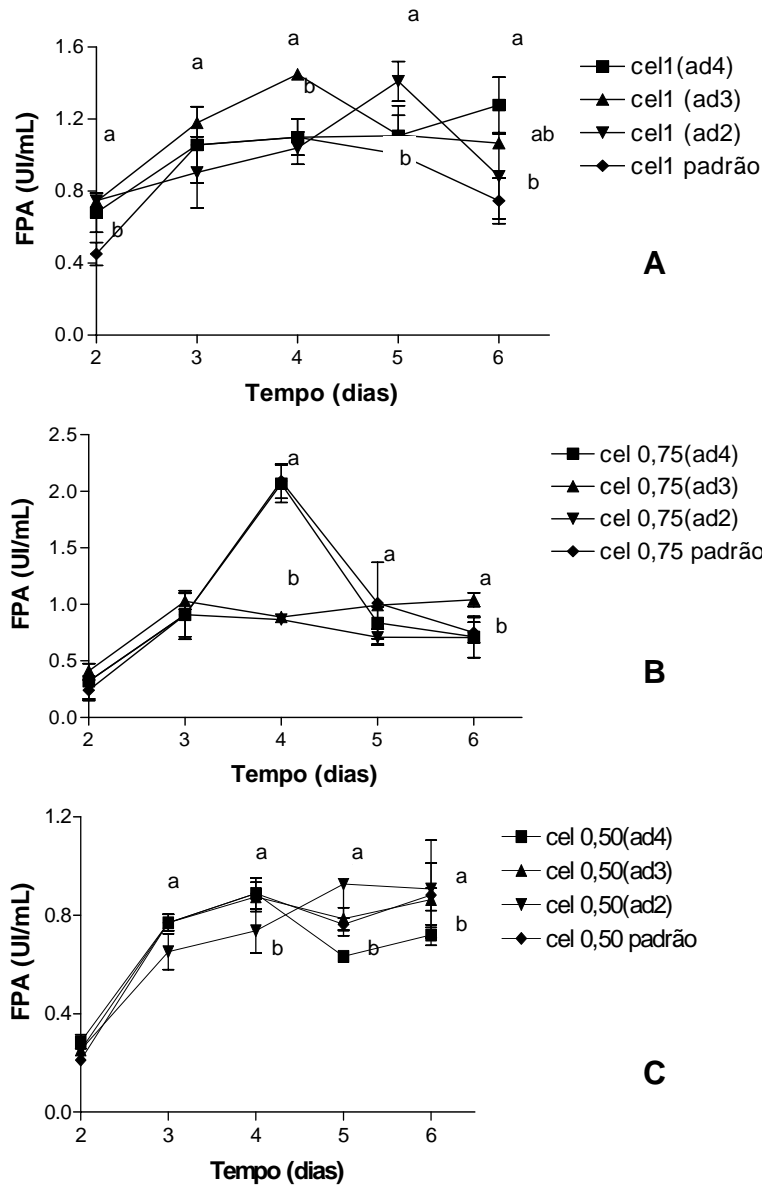 a
a
a
a
1.6
1.2
0.8
0.4
0.0
FPA (UI/mL)
b
a
ab
b
b
b
cel1(ad4)
cel1 (ad3)
cel1 (ad2)
cel1 padrão
A
2
3
4
5
6
Tempo (dias)
2.5
2.0
1.5
1.0
0.5
0.0
FPA (UI/mL)
a
b
a
a
b
cel 0,75(ad4)
cel 0,75(ad3)
cel 0,75(ad2)
cel 0,75 padrão
B
2
3
4
5
6
Tempo (dias)
1.2
0.8
0.4
0.0
FPA (UI/mL)
a
a
a
a
b
b
b
cel 0,50(ad4)
cel 0,50(ad3)
cel 0,50(ad2)
cel 0,50 padrão
C
2
3
4
5
6
Tempo (dias)